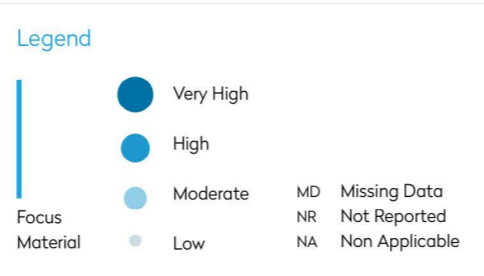 Legend
Very High
High
Moderate
Low
Focus
Material
MD Missing Data
NR Not Reported
NA Non Applicable